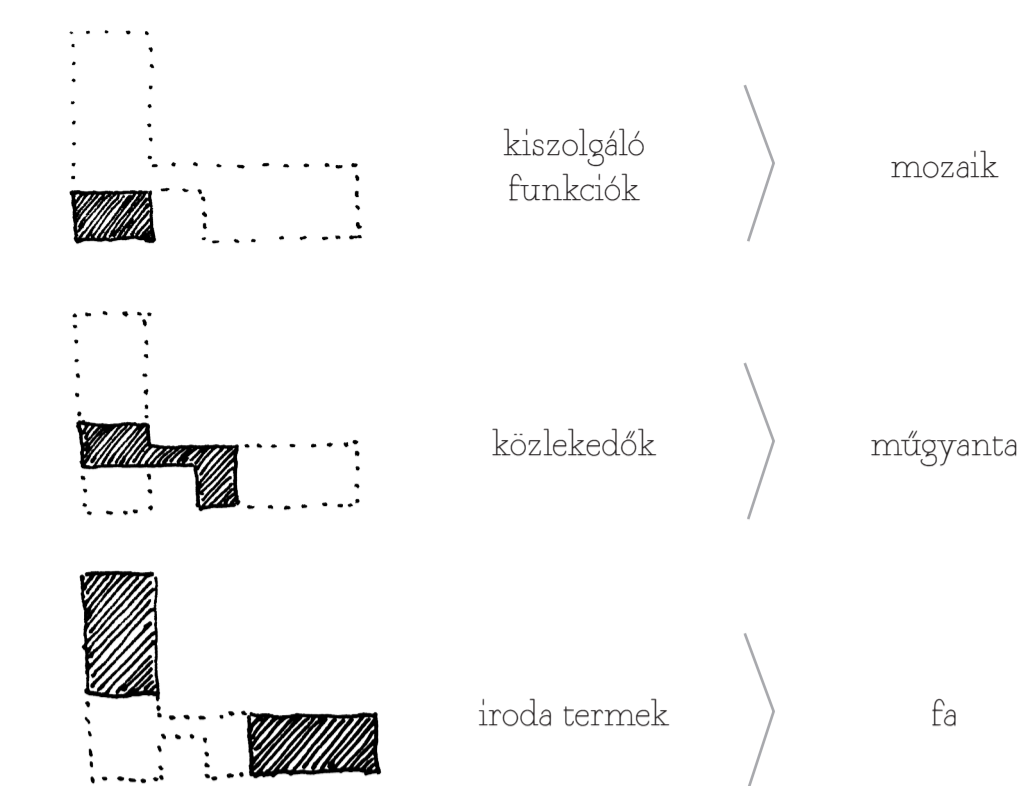 kiszolgáló
funkciók
mozaik
közlekedők
műgyanta
iroda termek
fa